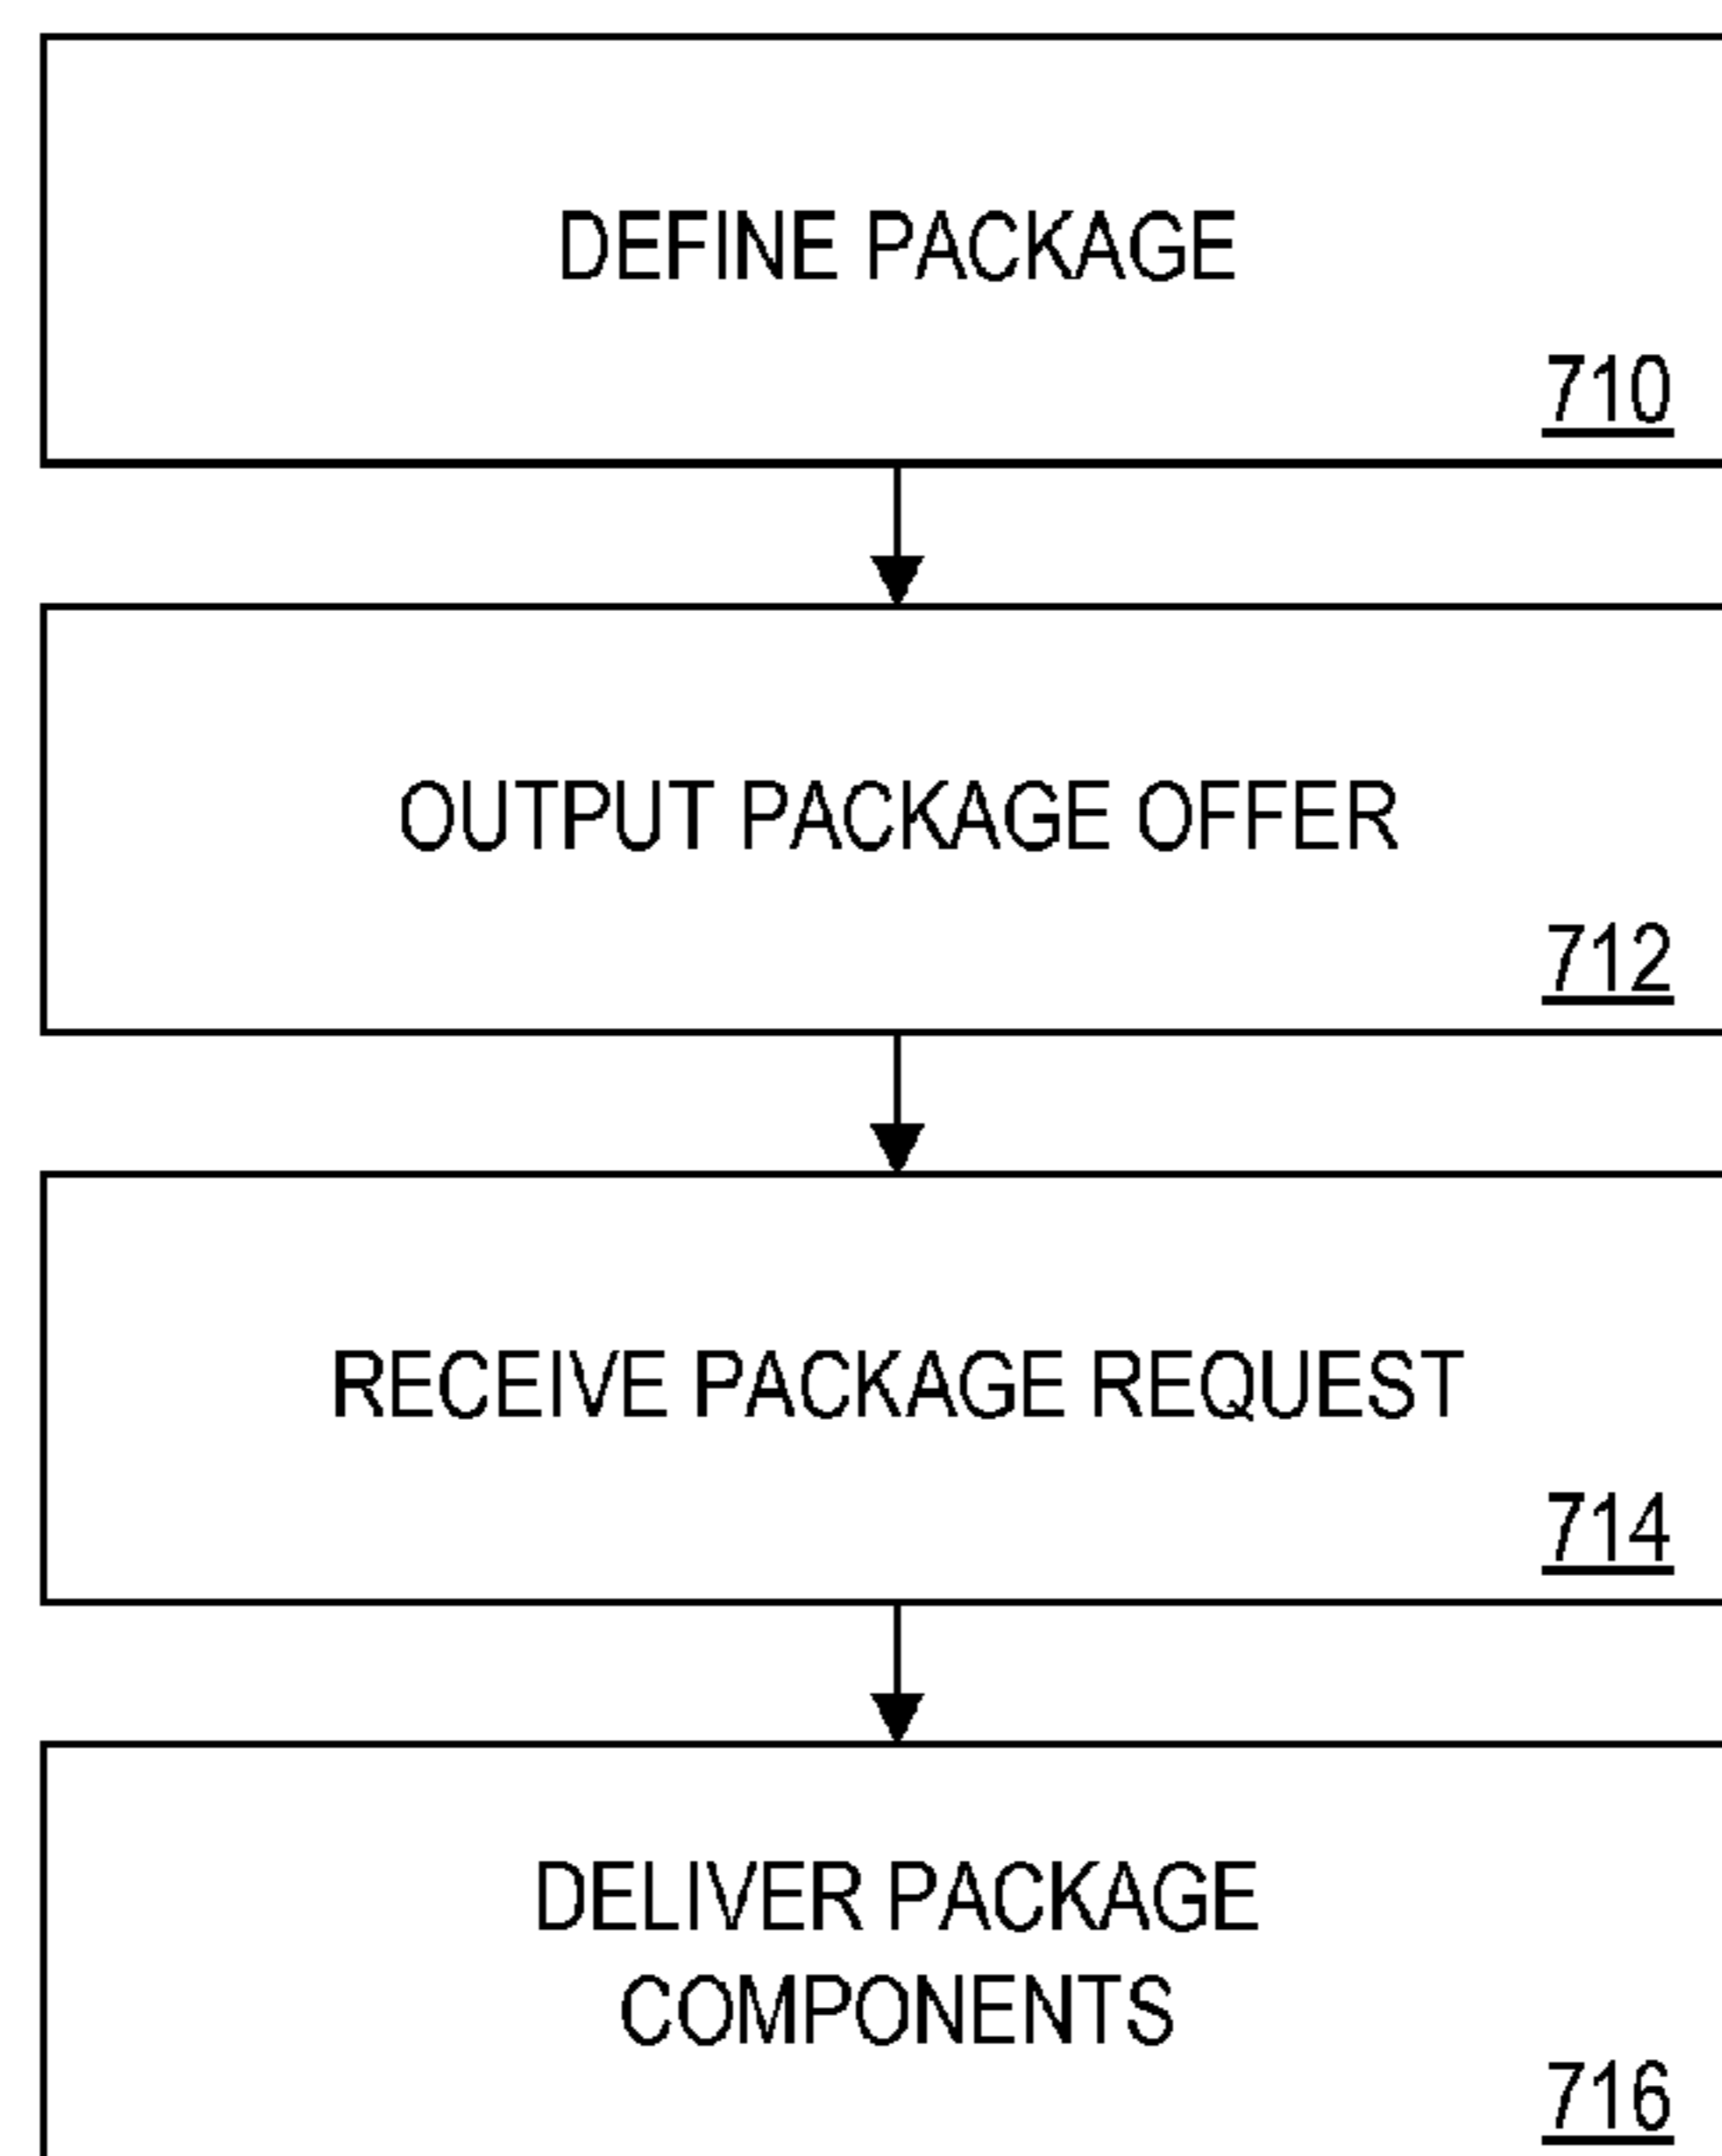 DEFINE PACKAGE
710
OUTPUT PACKAGE OFFER
712
RECEIVE PACKAGE REQUEST
714
DELIVER PACKAGE
COMPONENTS
716